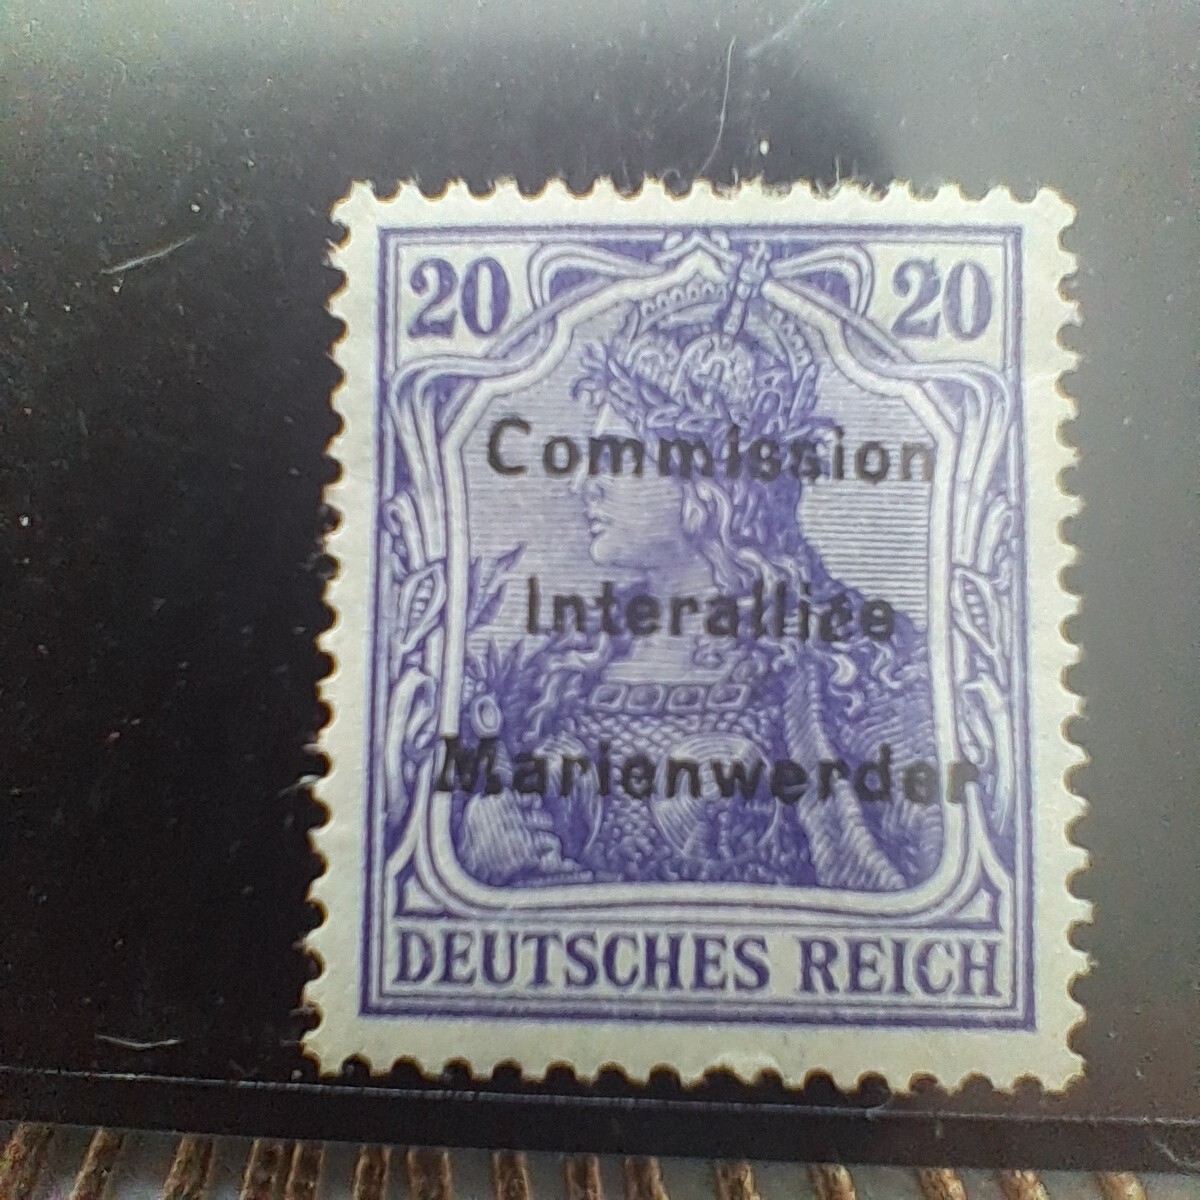 20 20
Commission
Interalliée
Marienwerder
DEUTSCHES REICH